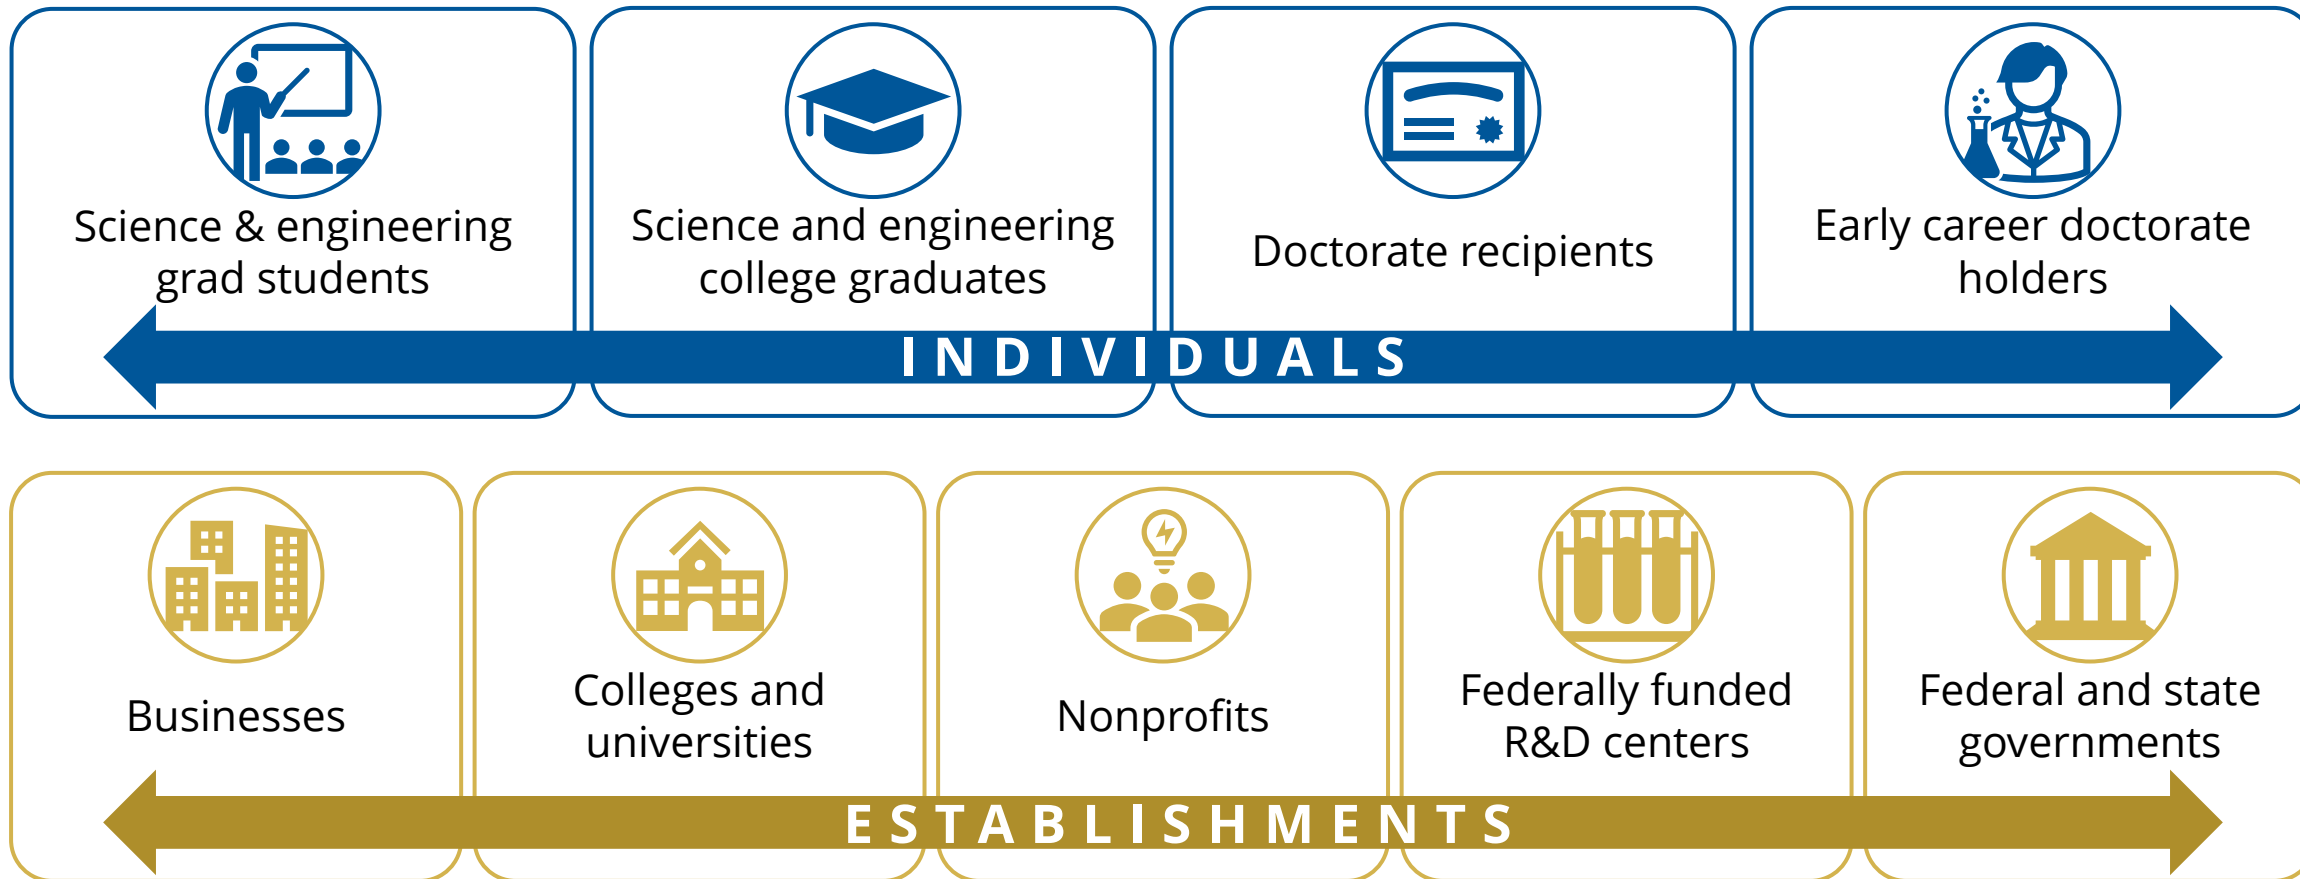 Science & engineering
grad students
Science and engineering
college graduates
Doctorate recipients
Early career doctorate
holders
INDIVIDUALS
Businesses
Colleges and
universities
Nonprofits
Federally funded
R&D centers
Federal and state
governments
ESTABLISHMENTS